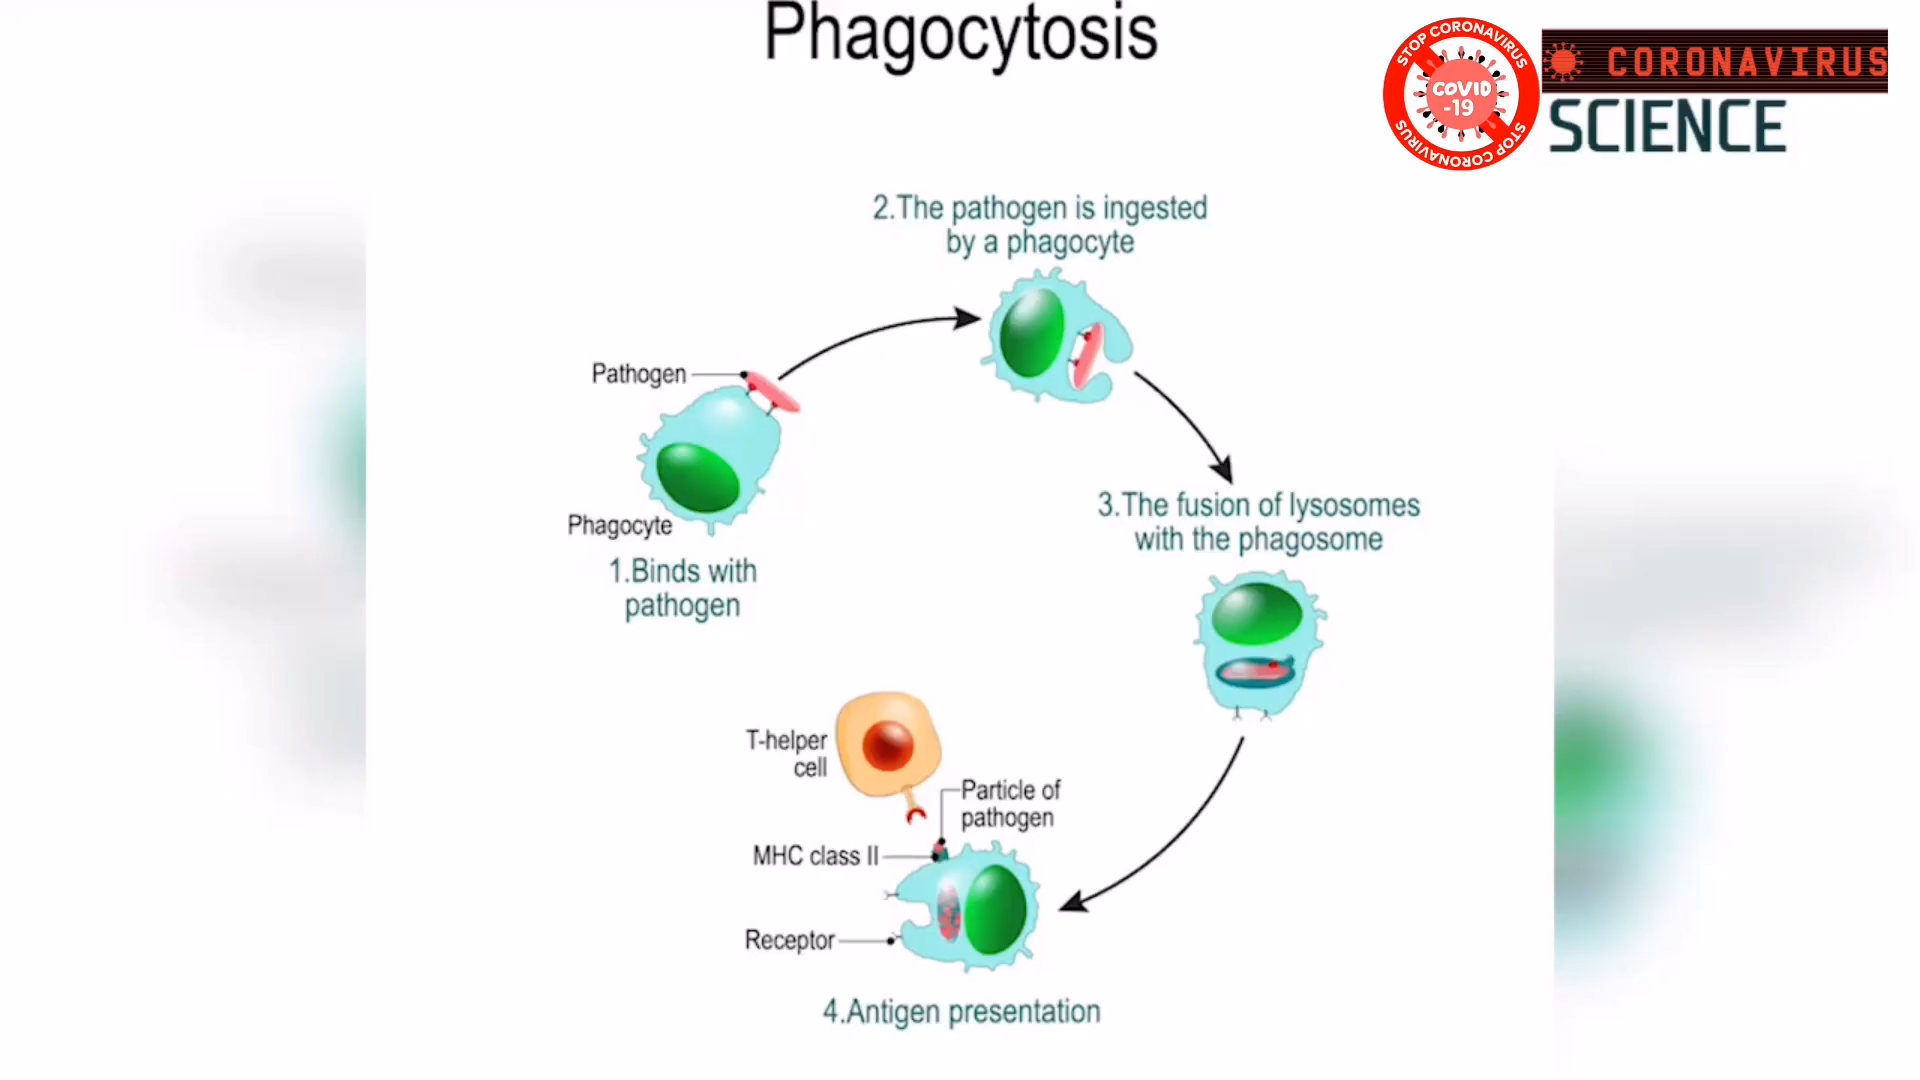 Phagocytosis
STOP CORONAVIRUS
COVID
-19
STOP CORONAVIRUS
CORONAVIRUS
SCIENCE
2.The pathogen is ingested
by a phagocyte
Pathogen
Phagocyte
1.Binds with
pathogen
3.The fusion of lysosomes
with the phagosome
T-helper
cell
Particle of
pathogen
MHC class II
Receptor
4.Antigen presentation